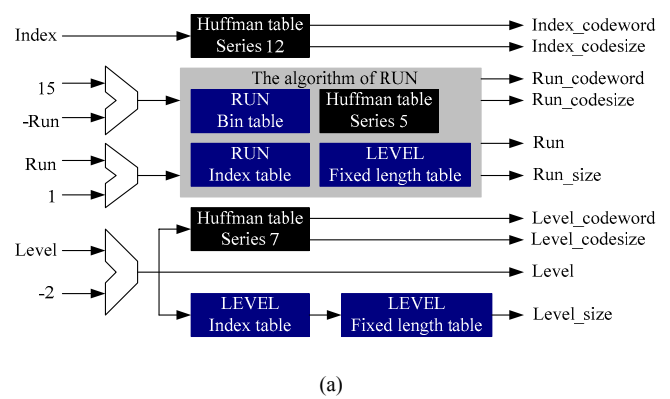 Index
Huffman table
Series 12
Index_codeword
Index_codesize
The algorithm of RUN
15
-Run
RUN
Bin table
Huffman table
Series 5
Run_codeword
Run_codesize
Run
1
RUN
Index table
LEVEL
Fixed length table
Run
Run_size
Level
-2
Huffman table
Series 7
Level_codeword
Level_codesize
Level
LEVEL
Index table
LEVEL
Fixed length table
Level_size
(a)